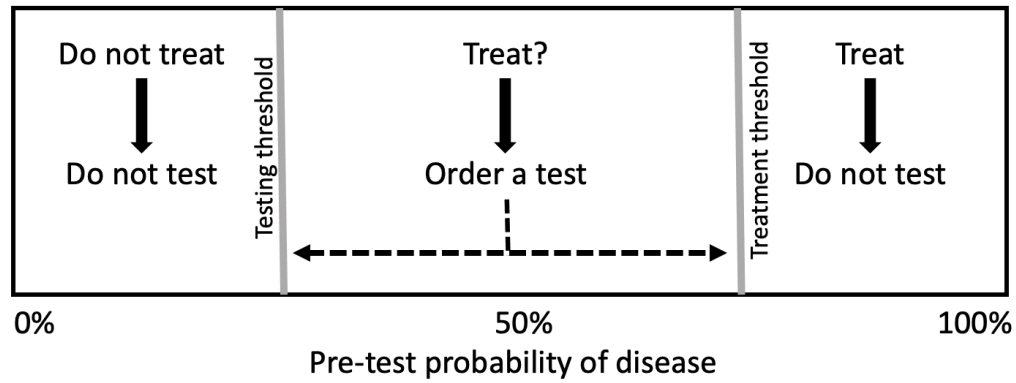 Do not treat
Do not test
Testing threshold
Treat?
Order a test
Treatment threshold
Treat
Do not test
0%
50%
100%
Pre-test probability of disease